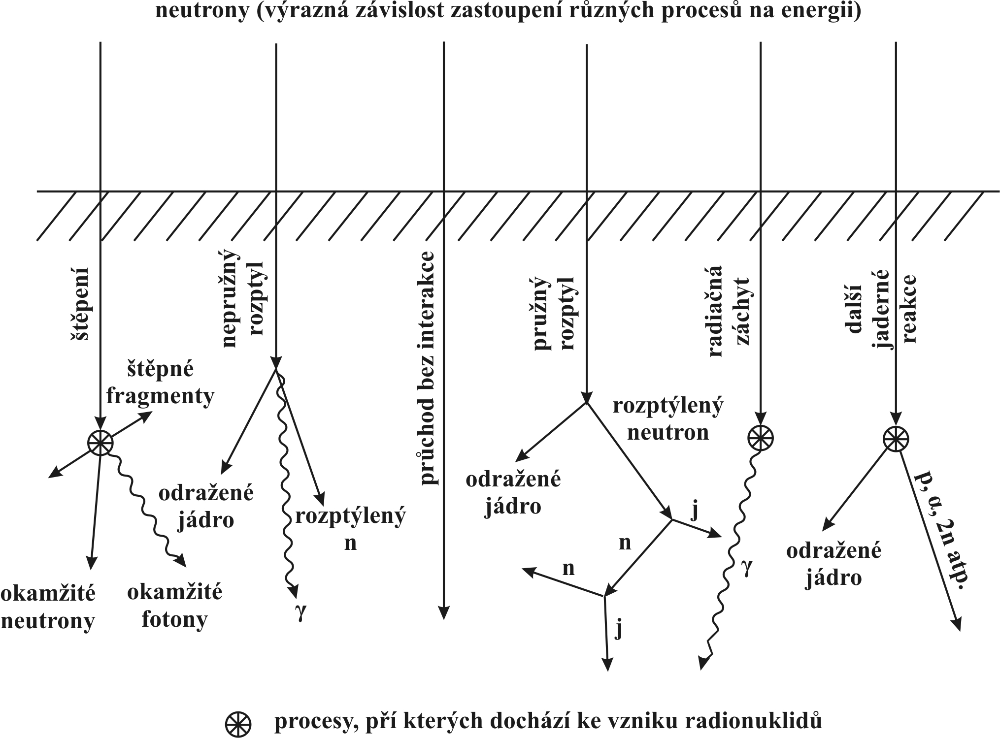 neutrony (výrazná závislost zastoupení různých procesů na energii)
štěpení
nepružný
rozptyl
průchod bez interakce
pružný
rozptyl
radiačná
záchyt
další
jaderné
reakce
štěpné
fragmenty
okamžité
neutrony
okamžité
fotony
odražené
jádro
rozptýlený
n
γ
odražené
jádro
rozptýlený
neutron
j
n
n
j
γ
odražené
jádro
p, α, 2n atp.
procesy, pří kterých dochází ke vzniku radionuklidů